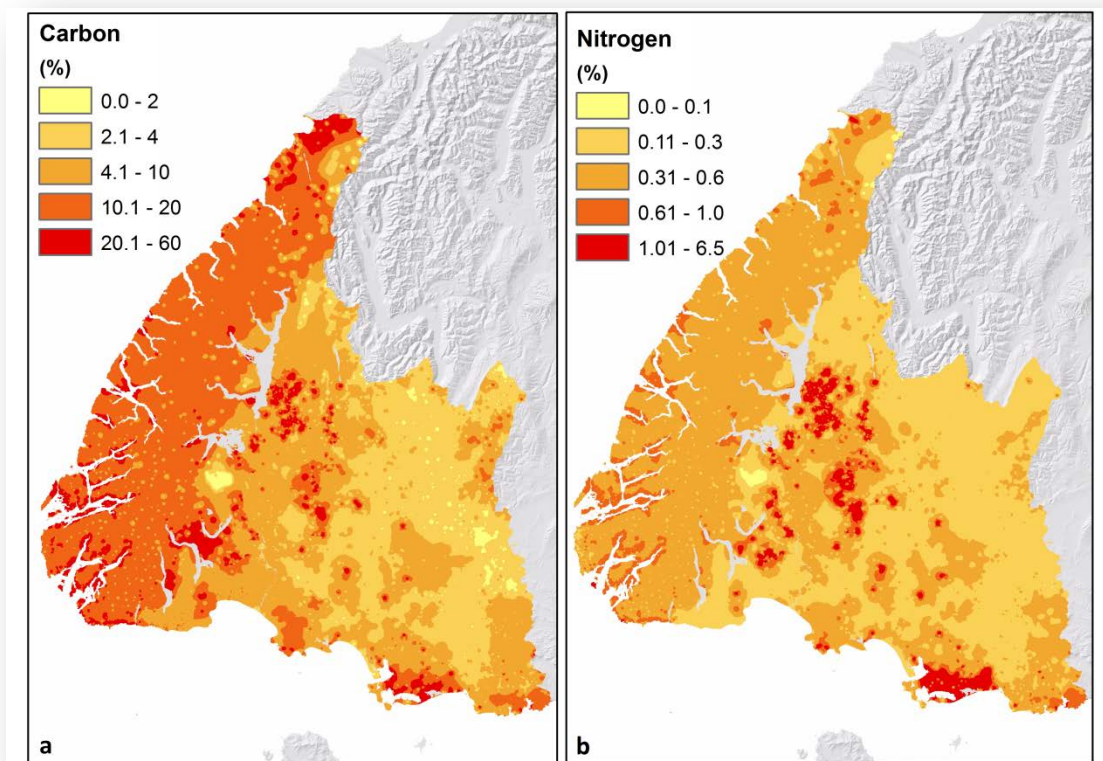 Carbon
(%)
0.0 - 2
2.1 - 4
4.1 - 10
10.1 - 20
20.1 - 60
a
Nitrogen
(%)
0.0 - 0.1
0.11 - 0.3
0.31 - 0.6
0.61 - 1.0
1.01 - 6.5
b